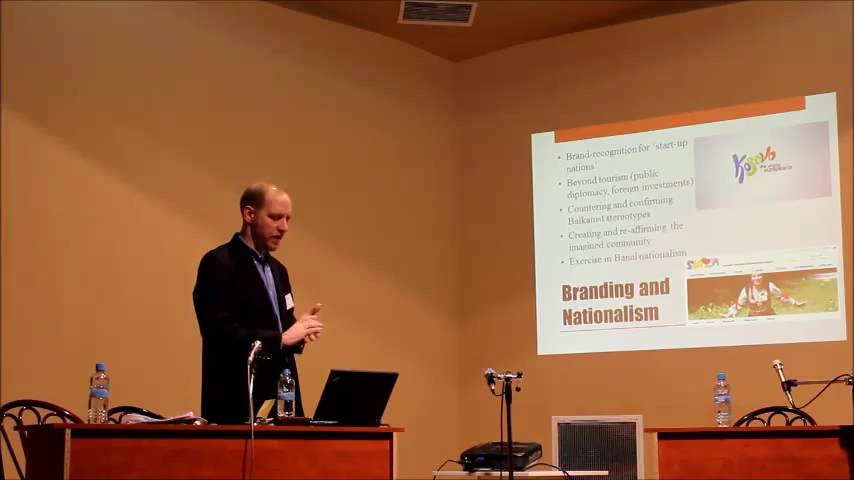 • Brand-recognition for 'start-up
nations'
• Beyond tourism (public
diplomacy, foreign investments)
• Countering and confirming
Balkanist stereotypes
• Creating and re-affirming the
imagined community
• Exercise in Banal nationalism
Branding and
Nationalism
Kosovo